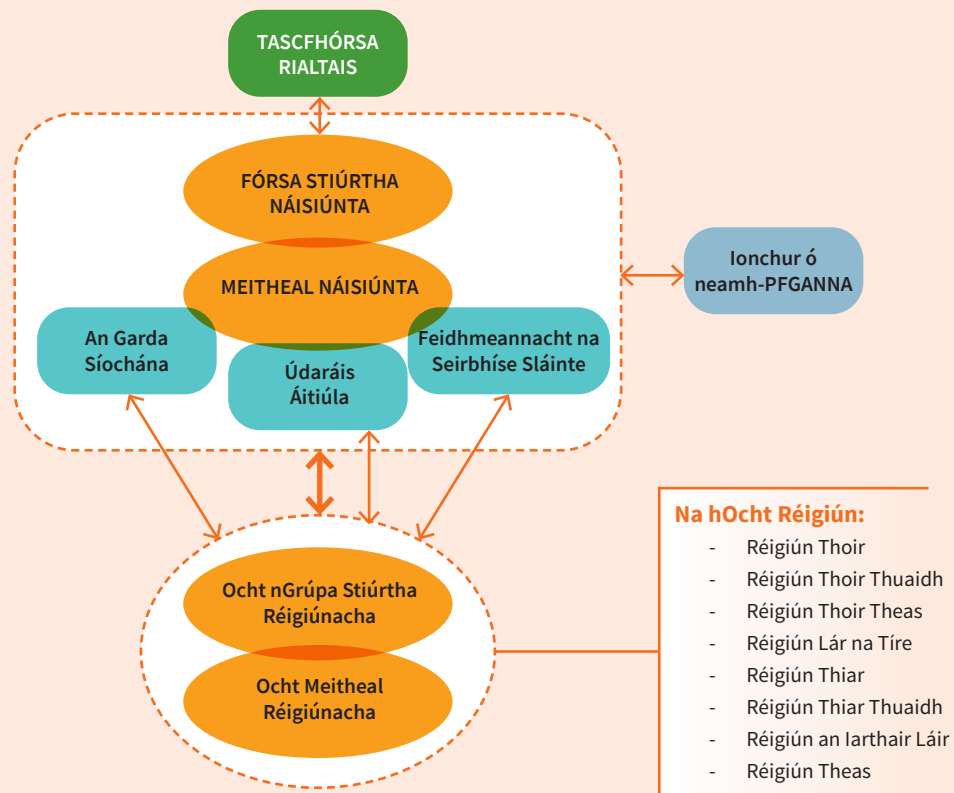 TASCFHÓRSA
RIALTAIS
FÓRSA STIÚRTHA
NÁISIÚNTA
MEITHEAL NÁISIÚNTA
An Garda
Síochána
Údaráis
Áitiúla
Feidhmeannacht na
Seirbhíse Sláinte
Ionchur ó
neamh-PFGANNA
Ocht nGrúpa Stiúrtha
Réigiúnacha
Ocht Meitheal
Réigiúnacha
Na hOcht Réigiún:
- Réigiún Thoir
- Réigiún Thoir Thuaidh
- Réigiún Thoir Theas
- Réigiún Lár na Tíre
- Réigiún Thiar
- Réigiún Thiar Thuaidh
- Réigiún an Iarthair Láir
- Réigiún Theas